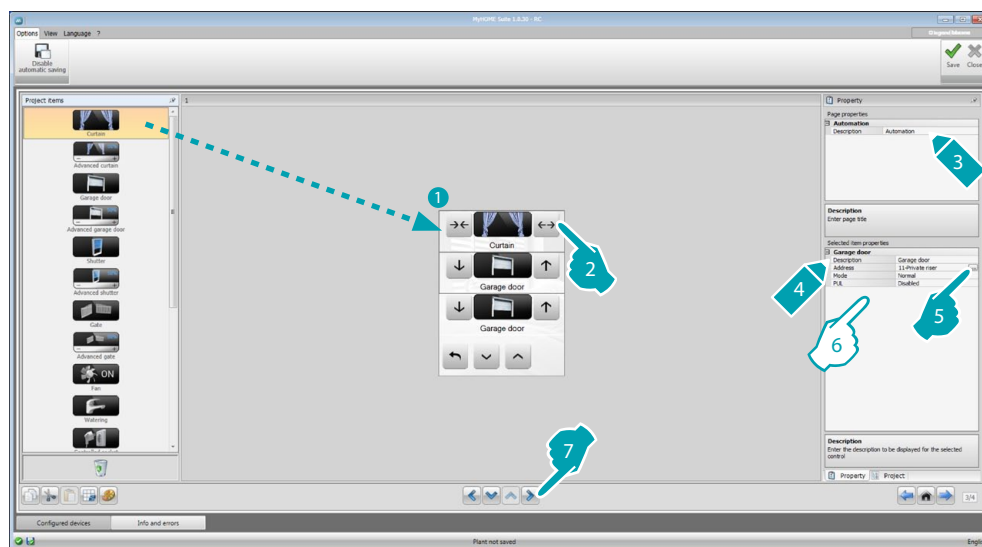 MyHOME Suite 1.0.30 - RC
Options View Language ?
Disable
automatic saving
Save Close
Project items
1
Property
Curtain
Advanced curtain
Garage door
Advanced garage door
Shutter
Advanced shutter
Gate
Advanced gate
ON
Fan
Watering
Page properties
Automation
Description Automation
3
Description
Enter page title
1
Curtain
2
Garage door
Garage door
Selected item properties
Garage door
Description Garage door
Address 11-Private riser
Mode Normal
PUL Disabled
4
5
6
7
Description
Enter the description to be displayed for the selected
control
Property Project
3/4
Configured devices Info and errors
Plant not saved